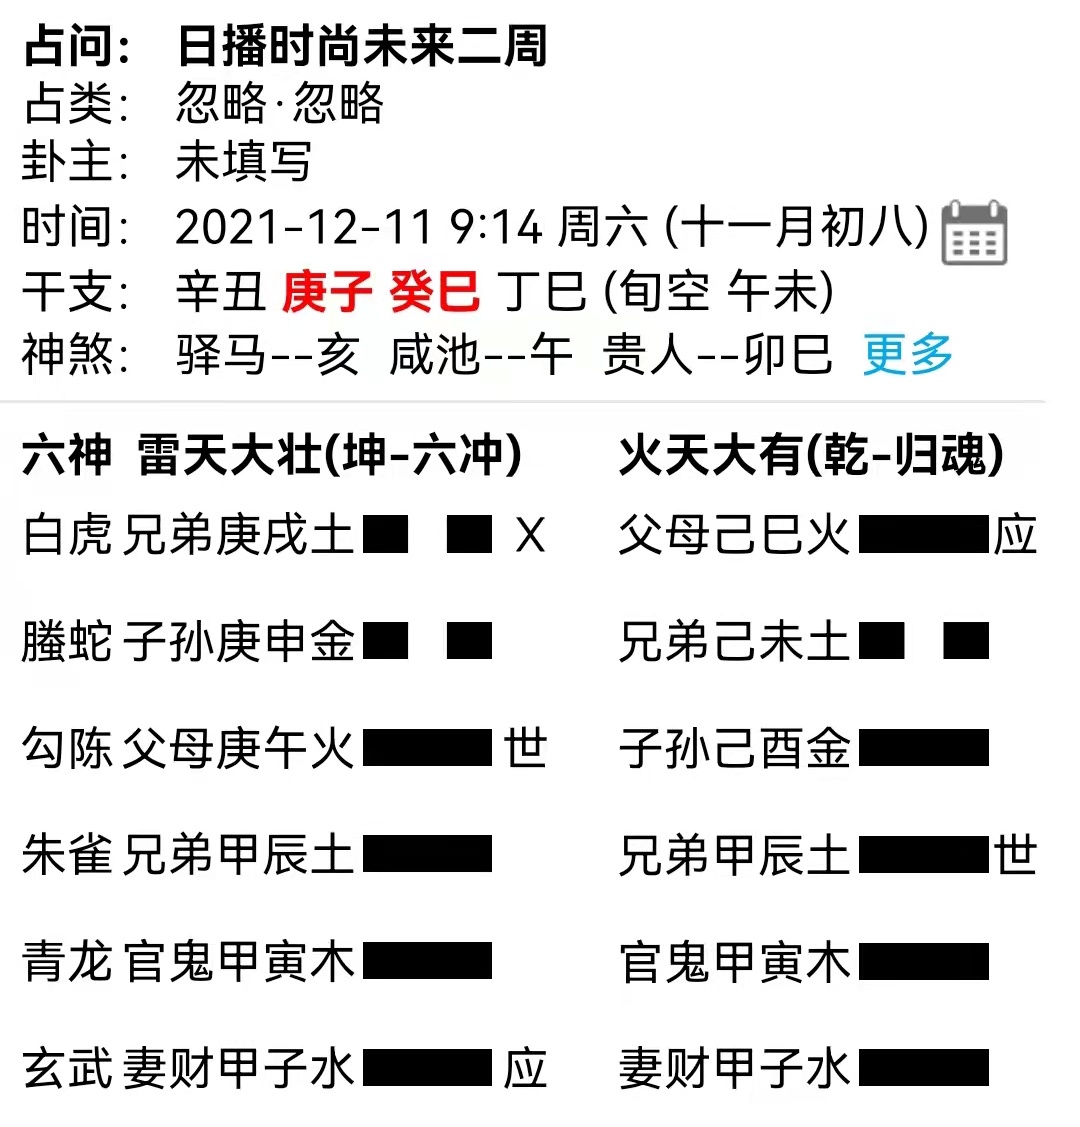 占问： 日播时尚未来二周
占类： 忽略·忽略
卦主： 未填写
时间： 2021-12-11 9:14 周六 (十一月初八)
干支： 辛丑 庚子 癸巳 丁巳 (旬空 午未)
神煞： 驿马--亥 咸池--午 贵人--卯巳 更多
六神 雷天大壮(坤-六冲) 火天大有(乾-归魂)
白虎 兄弟庚戌土 X 父母己巳火 应
螣蛇 子孙庚申金 兄弟己未土
勾陈 父母庚午火 世 子孙己酉金
朱雀 兄弟甲辰土 兄弟甲辰土 世
青龙 官鬼甲寅木 官鬼甲寅木
玄武 妻财甲子水 应 妻财甲子水